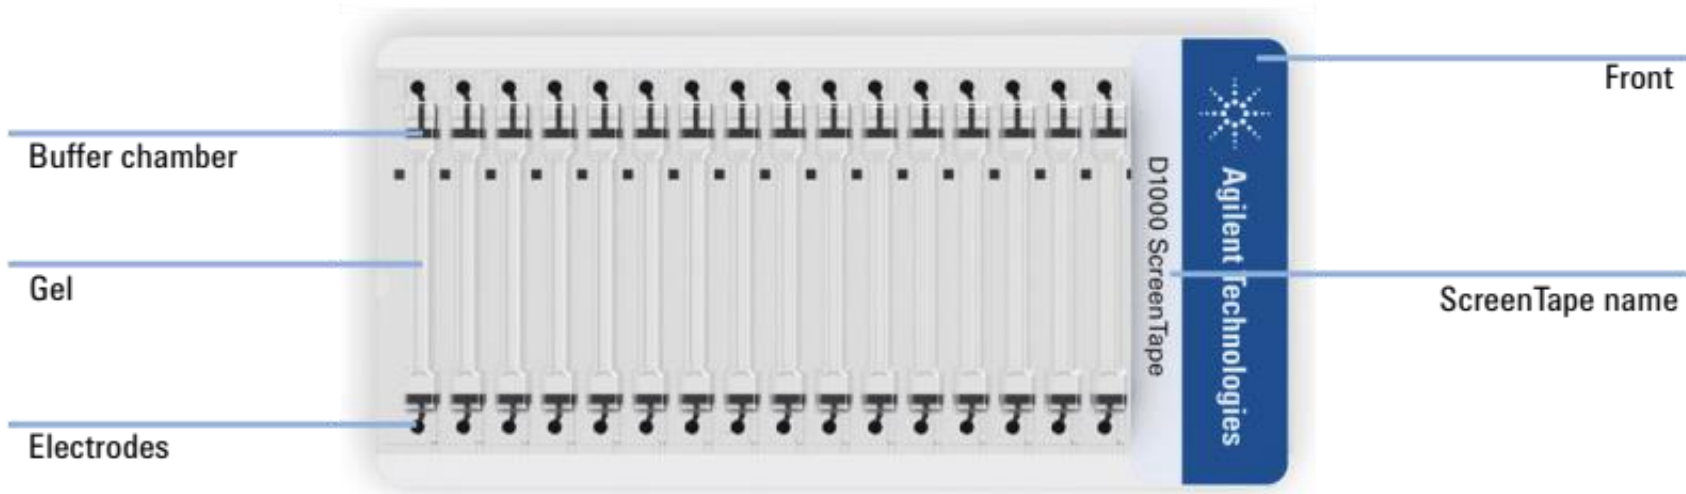 Front
Buffer chamber
D1000 ScreenTape
Agilent Technologies
Gel
ScreenTape name
Electrodes